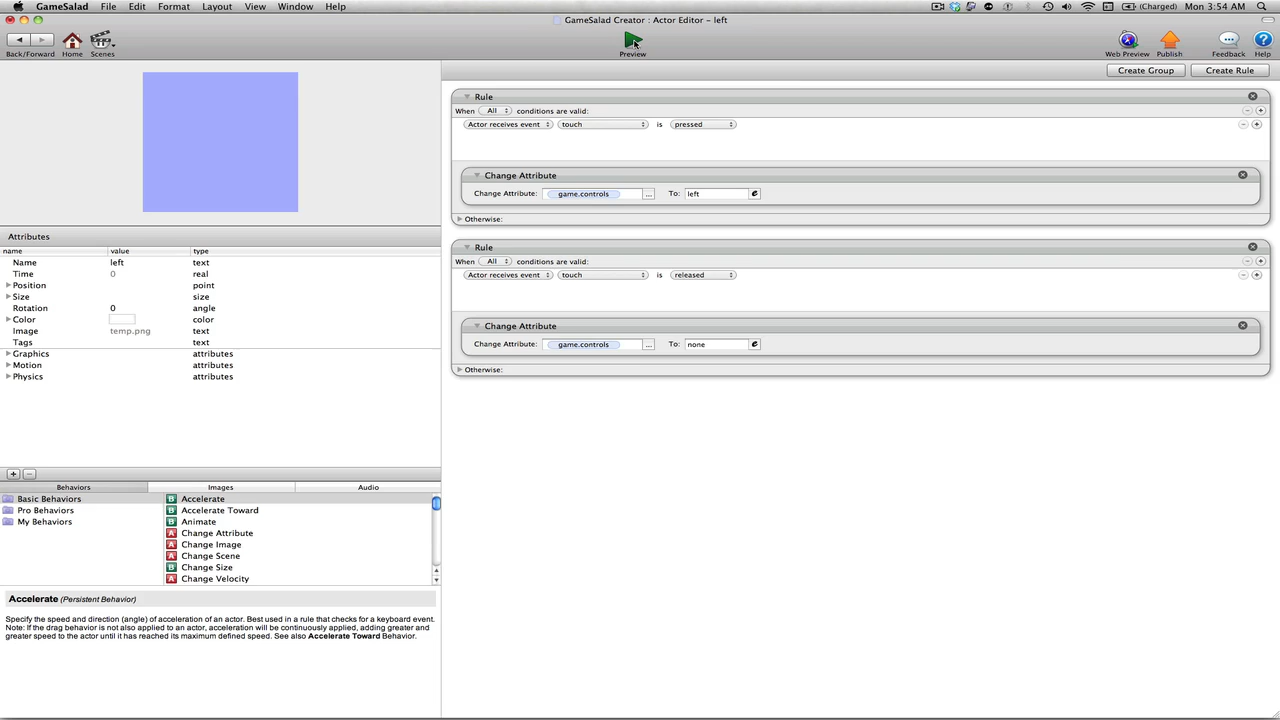 GameSalad File Edit Format Layout View Window Help (Charged) Mon 3:54 AM
GameSalad Creator : Actor Editor – left
Back/Forward Home Scenes Preview Web Preview Publish Feedback Help
Create Group Create Rule
Rule
When All conditions are valid:
Actor receives event touch is pressed
Change Attribute
Change Attribute: game.controls ... To: left e
Otherwise:
Rule
When All conditions are valid:
Actor receives event touch is released
Change Attribute
Change Attribute: game.controls ... To: none e
Otherwise:
Attributes
name value type
Name left text
Time 0 real
Position point
Size size
Rotation 0 angle
Color color
Image temp.png text
Tags text
Graphics attributes
Motion attributes
Physics attributes
Behaviors Images Audio
Basic Behaviors
Pro Behaviors
My Behaviors
B Accelerate
B Accelerate Toward
B Animate
A Change Attribute
A Change Image
A Change Scene
B Change Size
A Change Velocity
Accelerate (Persistent Behavior)
Specify the speed and direction (angle) of acceleration of an actor. Best used in a rule that checks for a keyboard event.
Note: If the drag behavior is not also applied to an actor, acceleration will be continuously applied, adding greater and
greater speed to the actor until it has reached its maximum defined speed. See also Accelerate Toward Behavior.